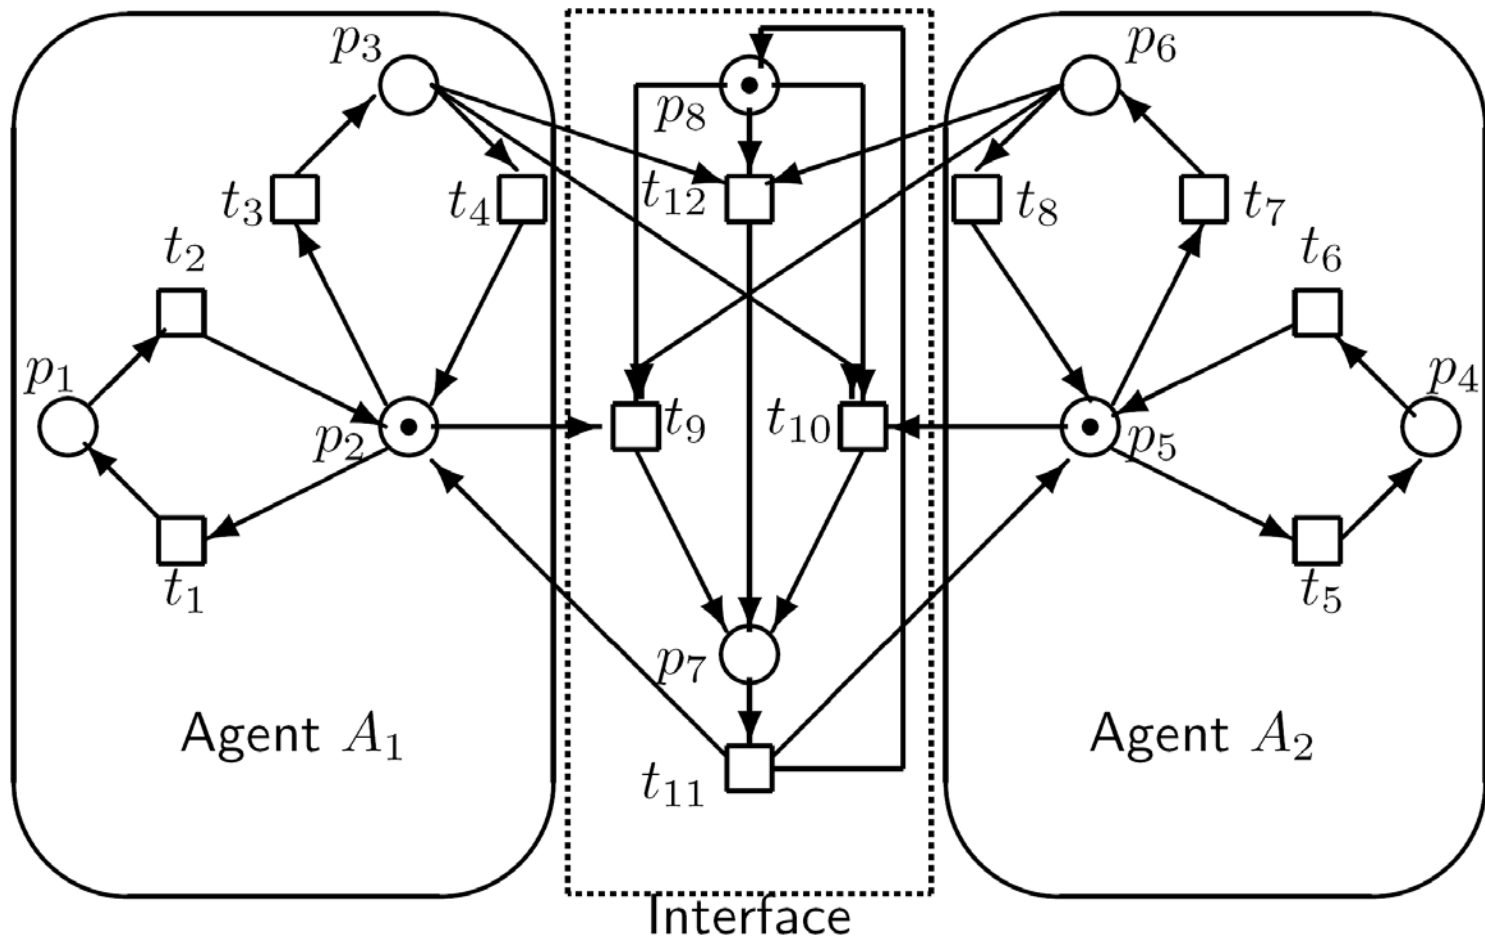 p3
p6
p8
t3
t4
t12
t8
t7
t2
t6
p1
p4
p2
t9
t10
p5
t1
t5
p7
Agent A1
Agent A2
t11
Interface